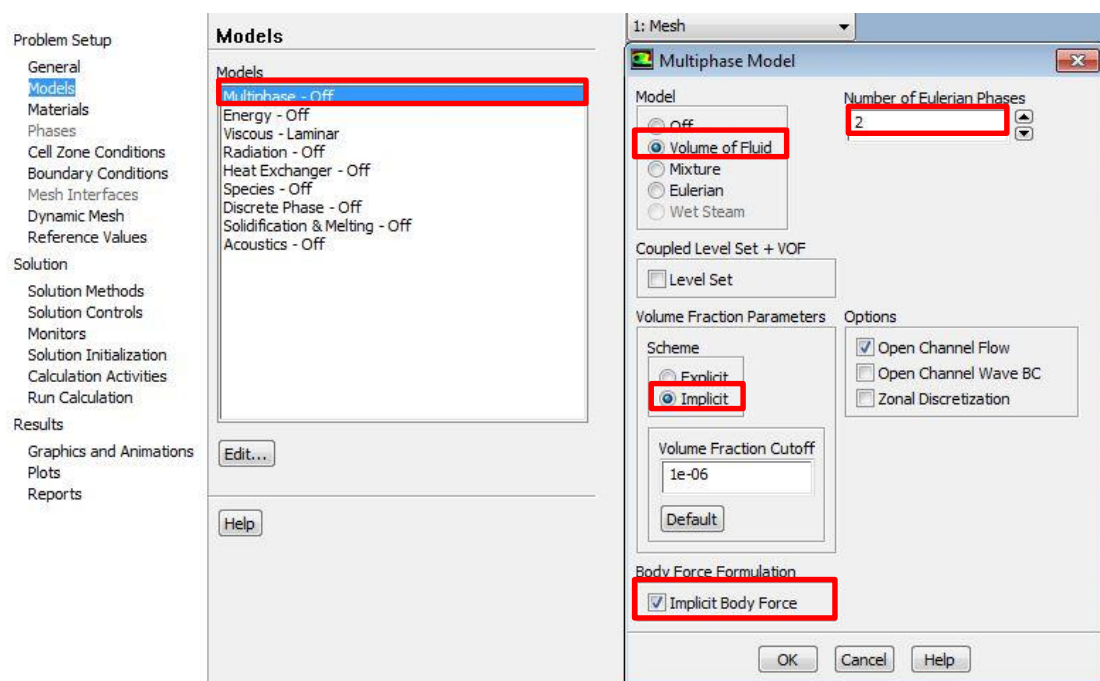 Problem Setup
General
Models
Materials
Phases
Cell Zone Conditions
Boundary Conditions
Mesh Interfaces
Dynamic Mesh
Reference Values
Solution
Solution Methods
Solution Controls
Monitors
Solution Initialization
Calculation Activities
Run Calculation
Results
Graphics and Animations
Plots
Reports
Models
Models
Multiphase - Off
Energy - Off
Viscous - Laminar
Radiation - Off
Heat Exchanger - Off
Species - Off
Discrete Phase - Off
Solidification & Melting - Off
Acoustics - Off
Edit...
Help
1: Mesh
Multiphase Model
Model
Off
Volume of Fluid
Mixture
Eulerian
Wet Steam
Number of Eulerian Phases
2
Coupled Level Set + VOF
Level Set
Volume Fraction Parameters
Scheme
Explicit
Implicit
Volume Fraction Cutoff
1e-06
Default
Options
Open Channel Flow
Open Channel Wave BC
Zonal Discretization
Body Force Formulation
Implicit Body Force
OK
Cancel
Help